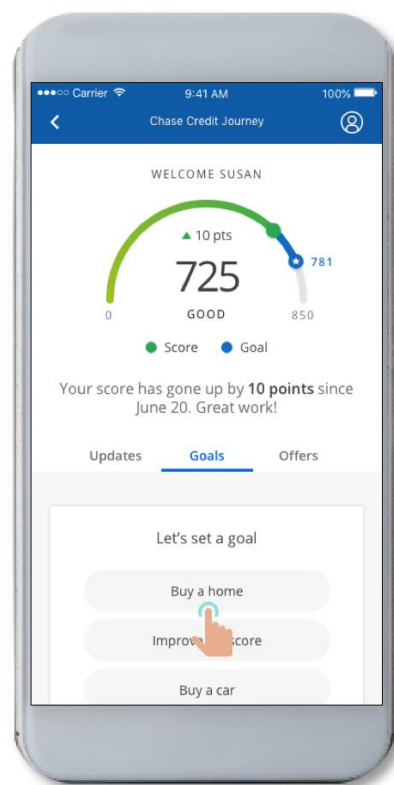 Carrier 9:41 AM 100%
Chase Credit Journey
WELCOME SUSAN
10 pts
781
725
0 GOOD 850
Score Goal
Your score has gone up by 10 points since
June 20. Great work!
Updates Goals Offers
Let's set a goal
Buy a home
Improve score
Buy a car